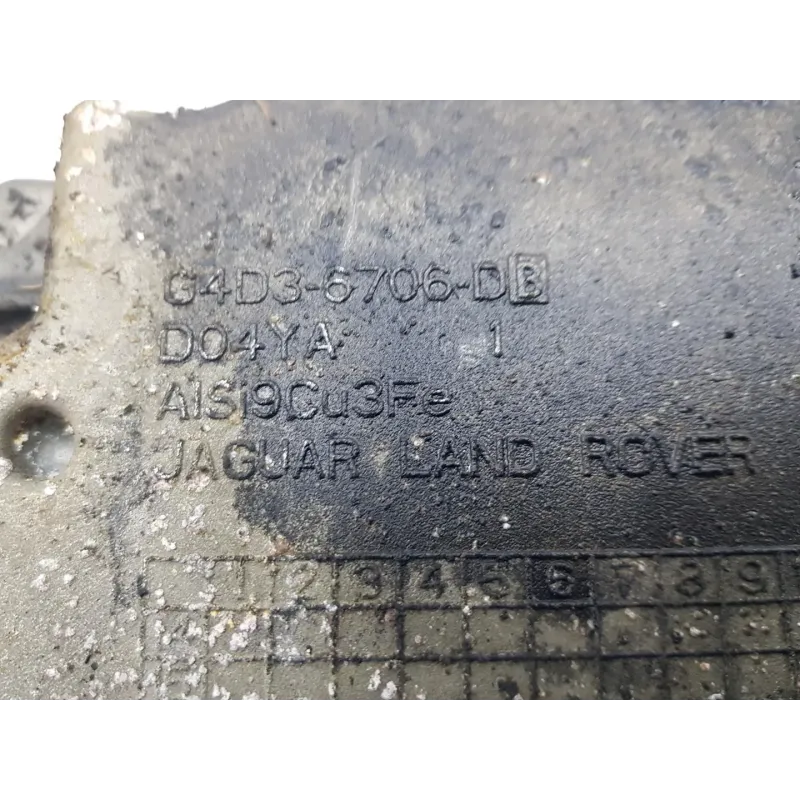 G4D3-6706-DB
D04YA 1
AlSi9Cu3Fe
JAGUAR LAND ROVER
1 2 3 4 5 6 7 8 9